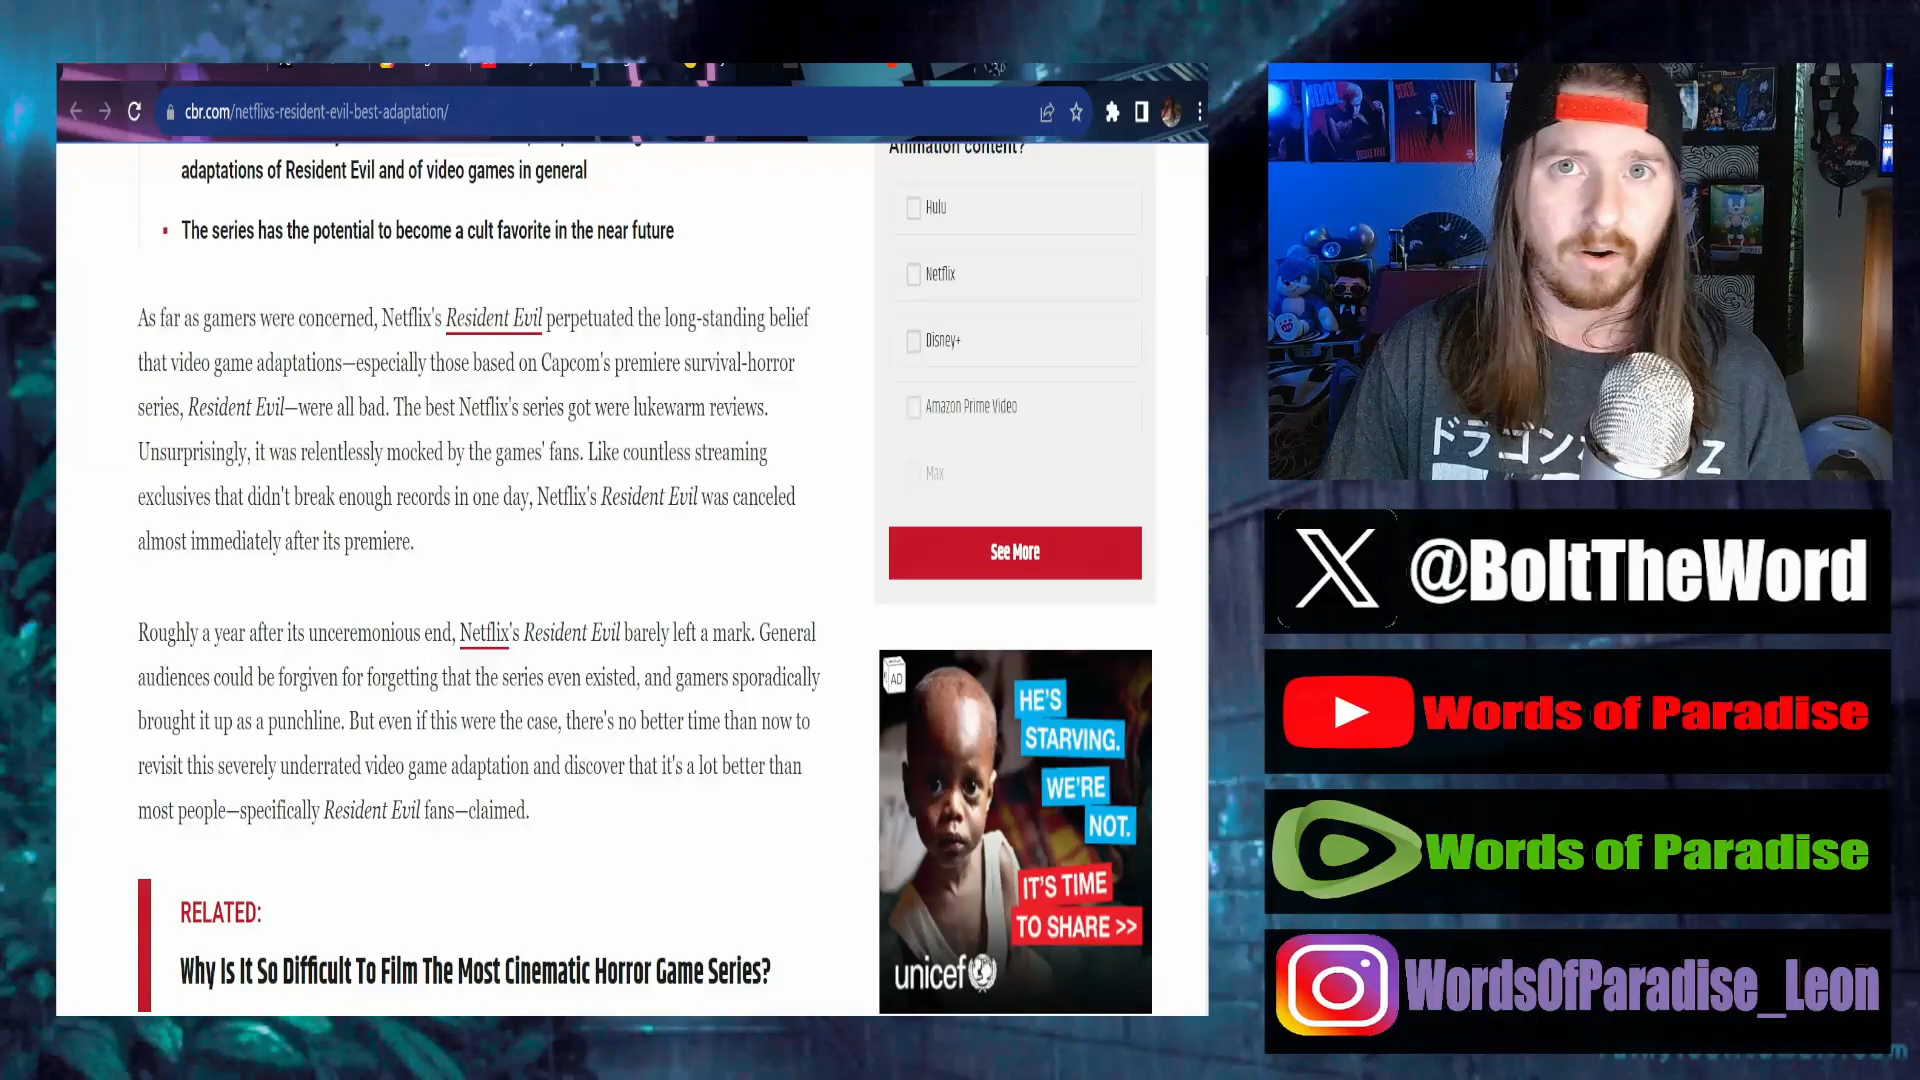 cbr.com/netflixs-resident-evil-best-adaptation/
adaptations of Resident Evil and of video games in general
▪ The series has the potential to become a cult favorite in the near future
As far as gamers were concerned, Netflix's Resident Evil perpetuated the long-standing belief
that video game adaptations—especially those based on Capcom's premiere survival-horror
series, Resident Evil—were all bad. The best Netflix's series got were lukewarm reviews.
Unsurprisingly, it was relentlessly mocked by the games' fans. Like countless streaming
exclusives that didn't break enough records in one day, Netflix's Resident Evil was canceled
almost immediately after its premiere.
Roughly a year after its unceremonious end, Netflix's Resident Evil barely left a mark. General
audiences could be forgiven for forgetting that the series even existed, and gamers sporadically
brought it up as a punchline. But even if this were the case, there's no better time than now to
revisit this severely underrated video game adaptation and discover that it's a lot better than
most people—specifically Resident Evil fans—claimed.
RELATED:
Why Is It So Difficult To Film The Most Cinematic Horror Game Series?
Animation content?
Hulu
Netflix
Disney+
Amazon Prime Video
Max
See More
AD
HE'S
STARVING.
WE'RE
NOT.
IT'S TIME
TO SHARE >>
unicef
IDOL
ドラゴン
Z
@BoltTheWord
Words of Paradise
Words of Paradise
WordsOfParadise_Leon